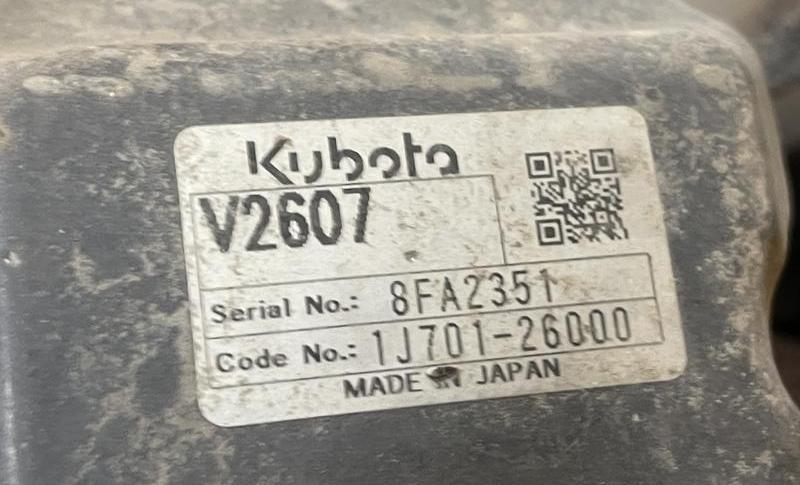 Kubota
V2607
Serial No.: 8FA2351
Code No.: 1J701-26000
MADE IN JAPAN